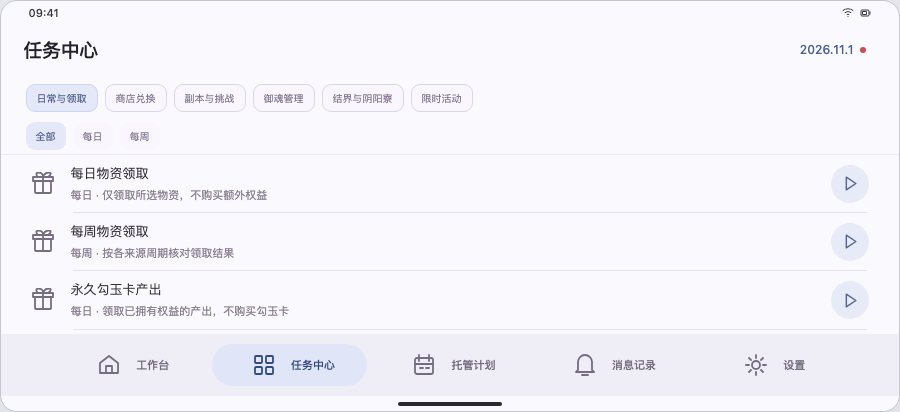 09:41
任务中心
2026.11.1
日常与领取 商店兑换 副本与挑战 御魂管理 结界与阴阳寮 限时活动
全部 每日 每周
每日物资领取
每日 · 仅领取所选物资，不购买额外权益
每周物资领取
每周 · 按各来源周期核对领取结果
永久勾玉卡产出
每日 · 领取已拥有权益的产出，不购买勾玉卡
工作台 任务中心 托管计划 消息记录 设置